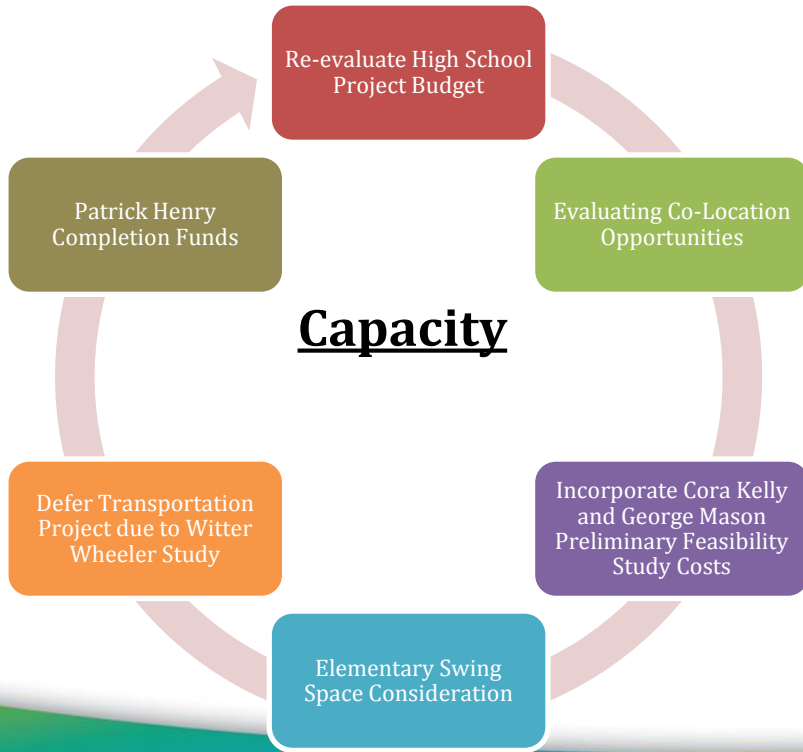 Re-evaluate High School
Project Budget
Evaluating Co-Location
Opportunities
Incorporate Cora Kelly
and George Mason
Preliminary Feasibility
Study Costs
Elementary Swing
Space Consideration
Defer Transportation
Project due to Witter
Wheeler Study
Patrick Henry
Completion Funds
Capacity